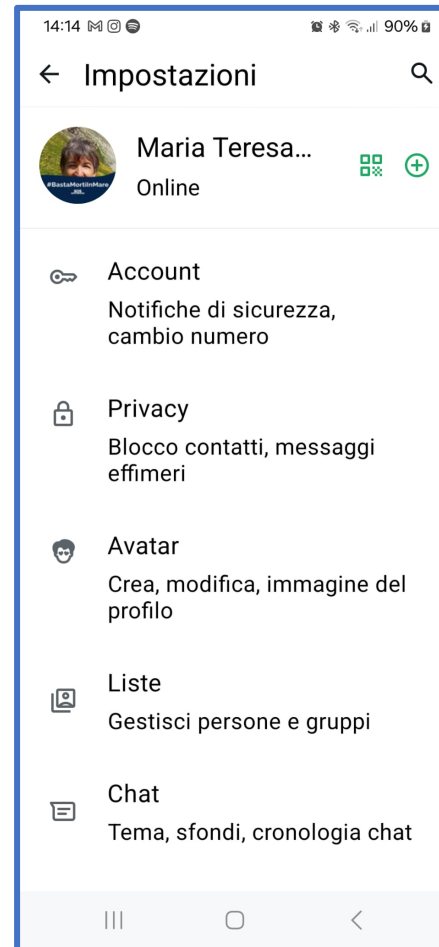 14:14 90%
Impostazioni
Maria Teresa...
Online
#BastaMortiInMare
Account
Notifiche di sicurezza,
cambio numero
Privacy
Blocco contatti, messaggi
effimeri
Avatar
Crea, modifica, immagine del
profilo
Liste
Gestisci persone e gruppi
Chat
Tema, sfondi, cronologia chat